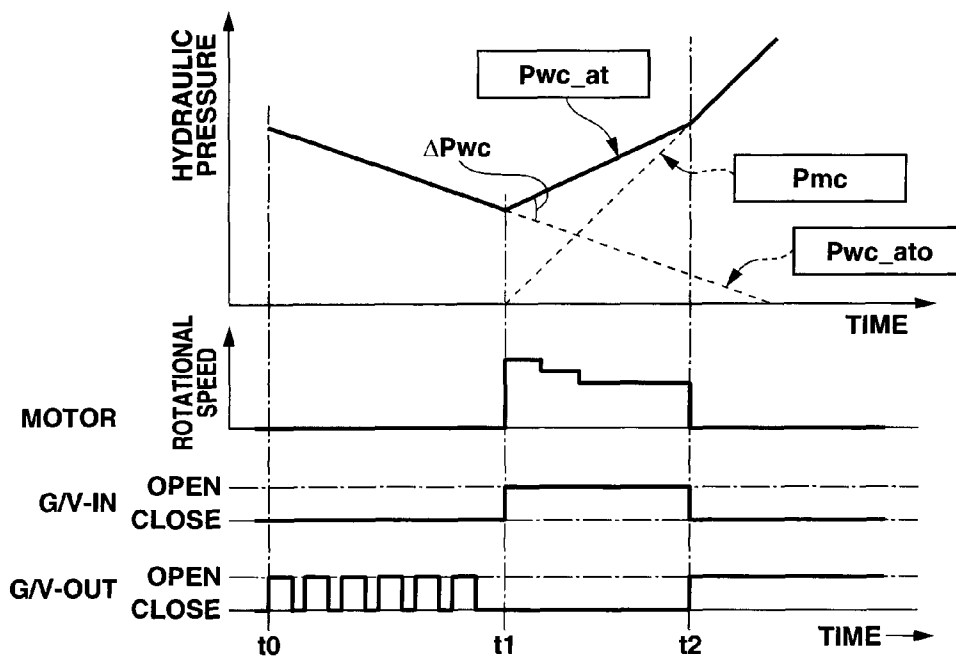 HYDRAULIC
PRESSURE
Pwc_at
ΔPwc
Pmc
Pwc_ato
TIME
ROTATIONAL
SPEED
MOTOR
G/V-IN
OPEN
CLOSE
G/V-OUT
OPEN
CLOSE
t0
t1
t2
TIME